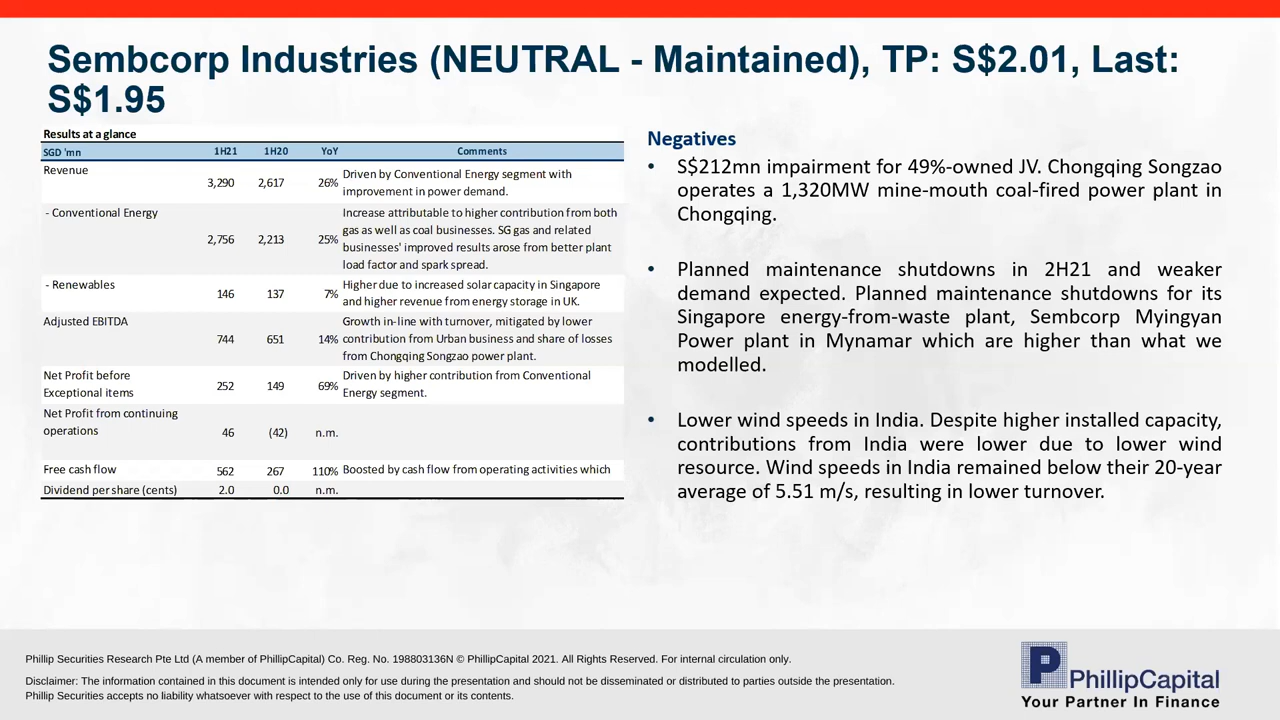 Sembcorp Industries (NEUTRAL - Maintained), TP: S$2.01, Last:
S$1.95
Results at a glance
SGD 'mn 1H21 1H20 YoY Comments
Revenue 3,290 2,617 26% Driven by Conventional Energy segment with
improvement in power demand.
- Conventional Energy 2,756 2,213 25% Increase attributable to higher contribution from both
gas as well as coal businesses. SG gas and related
businesses' improved results arose from better plant
load factor and spark spread.
- Renewables 146 137 7% Higher due to increased solar capacity in Singapore
and higher revenue from energy storage in UK.
Adjusted EBITDA 744 651 14% Growth in-line with turnover, mitigated by lower
contribution from Urban business and share of losses
from Chongqing Songzao power plant.
Net Profit before
Exceptional items 252 149 69% Driven by higher contribution from Conventional
Energy segment.
Net Profit from continuing
operations 46 (42) n.m.
Free cash flow 562 267 110% Boosted by cash flow from operating activities which
Dividend per share (cents) 2.0 0.0 n.m.
Negatives
• S$212mn impairment for 49%-owned JV. Chongqing Songzao
operates a 1,320MW mine-mouth coal-fired power plant in
Chongqing.
• Planned maintenance shutdowns in 2H21 and weaker
demand expected. Planned maintenance shutdowns for its
Singapore energy-from-waste plant, Sembcorp Myingyan
Power plant in Mynamar which are higher than what we
modelled.
• Lower wind speeds in India. Despite higher installed capacity,
contributions from India were lower due to lower wind
resource. Wind speeds in India remained below their 20-year
average of 5.51 m/s, resulting in lower turnover.
Phillip Securities Research Pte Ltd (A member of PhillipCapital) Co. Reg. No. 198803136N © PhillipCapital 2021. All Rights Reserved. For internal circulation only.
Disclaimer: The information contained in this document is intended only for use during the presentation and should not be disseminated or distributed to parties outside the presentation.
Phillip Securities accepts no liability whatsoever with respect to the use of this document or its contents.
PhillipCapital
Your Partner In Finance